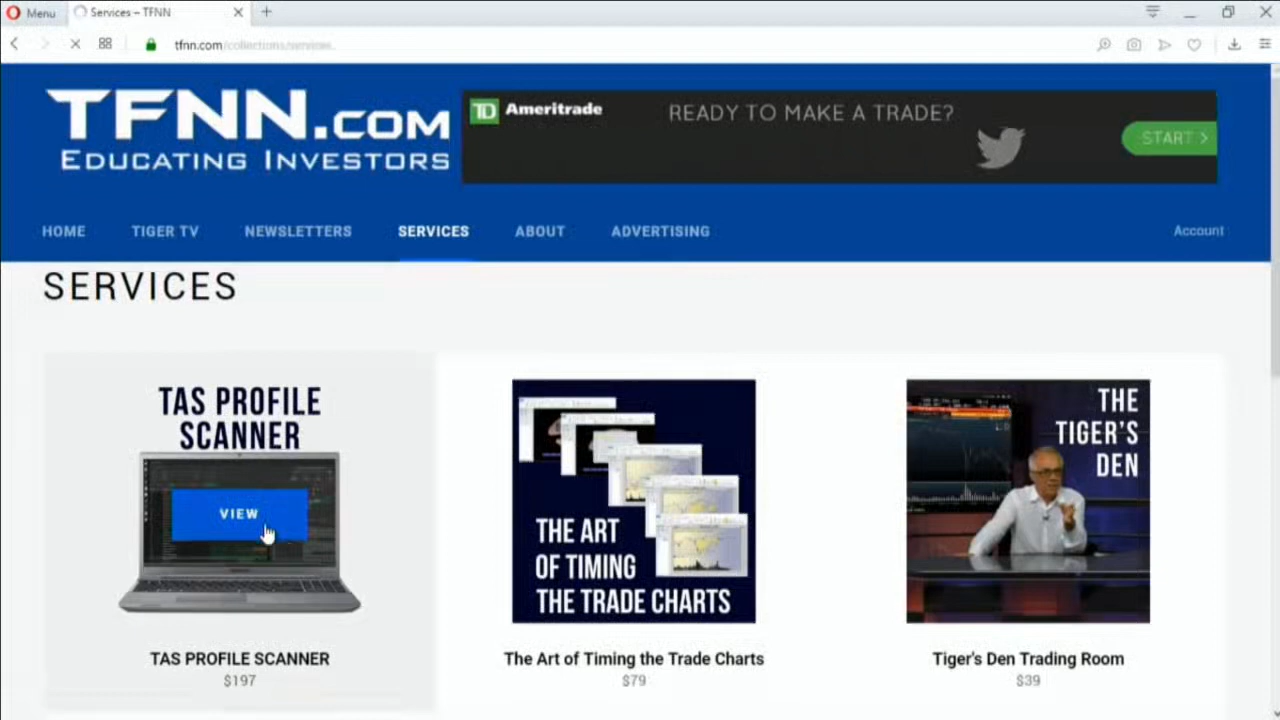 Menu
Services – TFNN
tfnn.com/collections/services
TFNN.COM
EDUCATING INVESTORS
TD Ameritrade
READY TO MAKE A TRADE?
START >
HOME
TIGER TV
NEWSLETTERS
SERVICES
ABOUT
ADVERTISING
Account
SERVICES
TAS PROFILE
SCANNER
VIEW
TAS PROFILE SCANNER
$197
THE ART
OF TIMING
THE TRADE CHARTS
The Art of Timing the Trade Charts
$79
THE
TIGER'S
DEN
Tiger's Den Trading Room
$39